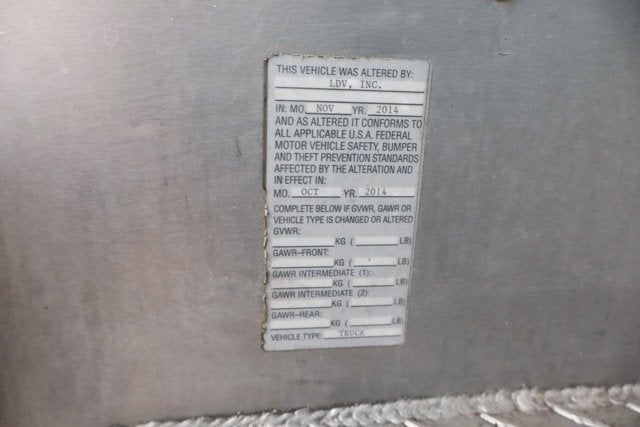 THIS VEHICLE WAS ALTERED BY:
LDV, INC.
IN: MO. NOV YR. 2014
AND AS ALTERED IT CONFORMS TO
ALL APPLICABLE U.S.A. FEDERAL
MOTOR VEHICLE SAFETY, BUMPER
AND THEFT PREVENTION STANDARDS
AFFECTED BY THE ALTERATION AND
IN EFFECT IN:
MO. OCT YR. 2014
COMPLETE BELOW IF GVWR, GAWR OR
VEHICLE TYPE IS CHANGED OR ALTERED
GVWR:
KG ( LB)
GAWR–FRONT:
KG ( LB)
GAWR INTERMEDIATE (1):
KG ( LB)
GAWR INTERMEDIATE (2):
KG ( LB)
GAWR–REAR:
KG ( LB)
VEHICLE TYPE TRUCK